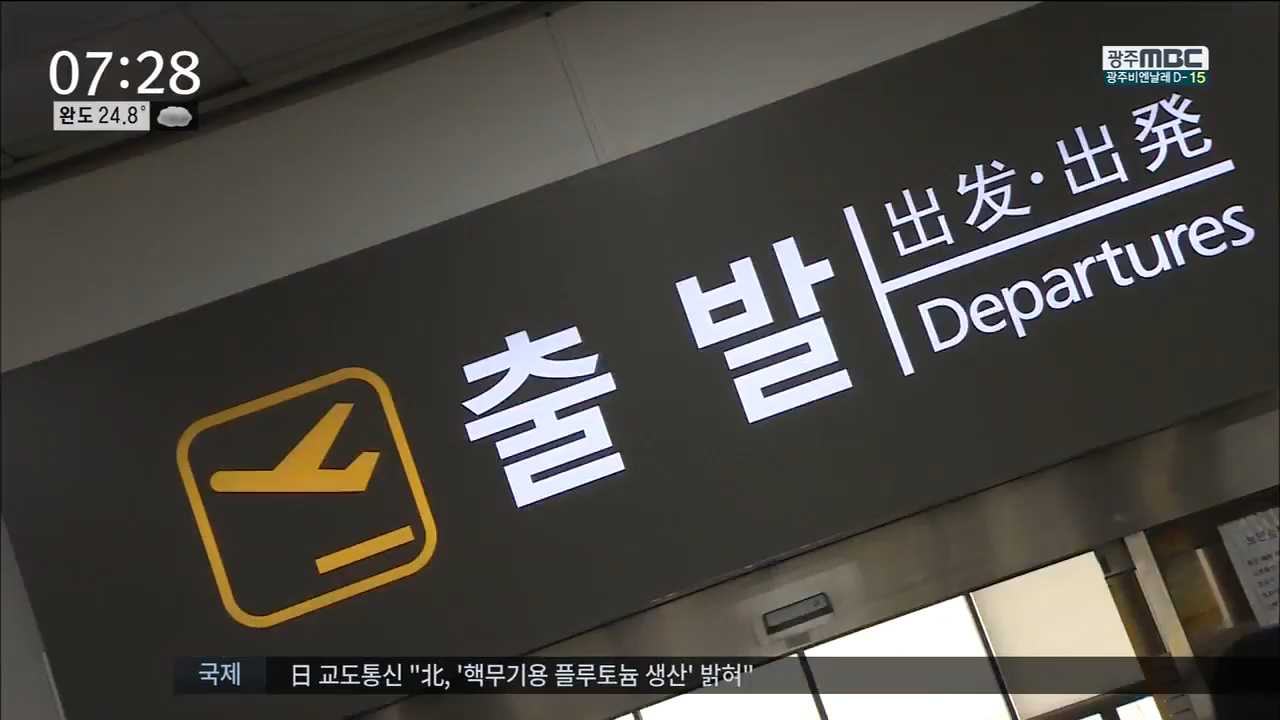 07:28
완도 24.8°
광주MBC
광주비엔날레 D-15
出发·出発
출발
Departures
국제
日 교도통신 "北, '핵무기용 플루토늄 생산' 밝혀"